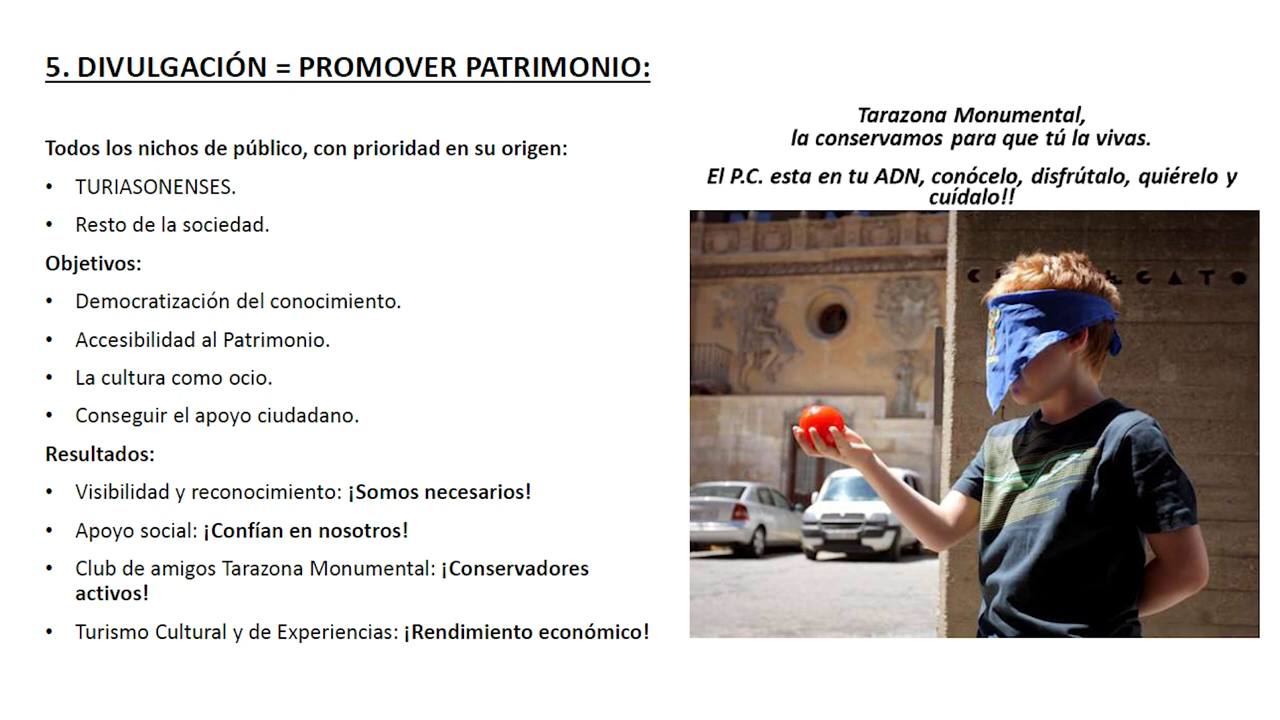 5. DIVULGACIÓN = PROMOVER PATRIMONIO:
Todos los nichos de público, con prioridad en su origen:
• TURIASONENSES.
• Resto de la sociedad.
Objetivos:
• Democratización del conocimiento.
• Accesibilidad al Patrimonio.
• La cultura como ocio.
• Conseguir el apoyo ciudadano.
Resultados:
• Visibilidad y reconocimiento: ¡Somos necesarios!
• Apoyo social: ¡Confían en nosotros!
• Club de amigos Tarazona Monumental: ¡Conservadores
activos!
• Turismo Cultural y de Experiencias: ¡Rendimiento económico!
Tarazona Monumental,
la conservamos para que tú la vivas.
El P.C. esta en tu ADN, conócelo, disfrútalo, quiérelo y
cuídalo!!